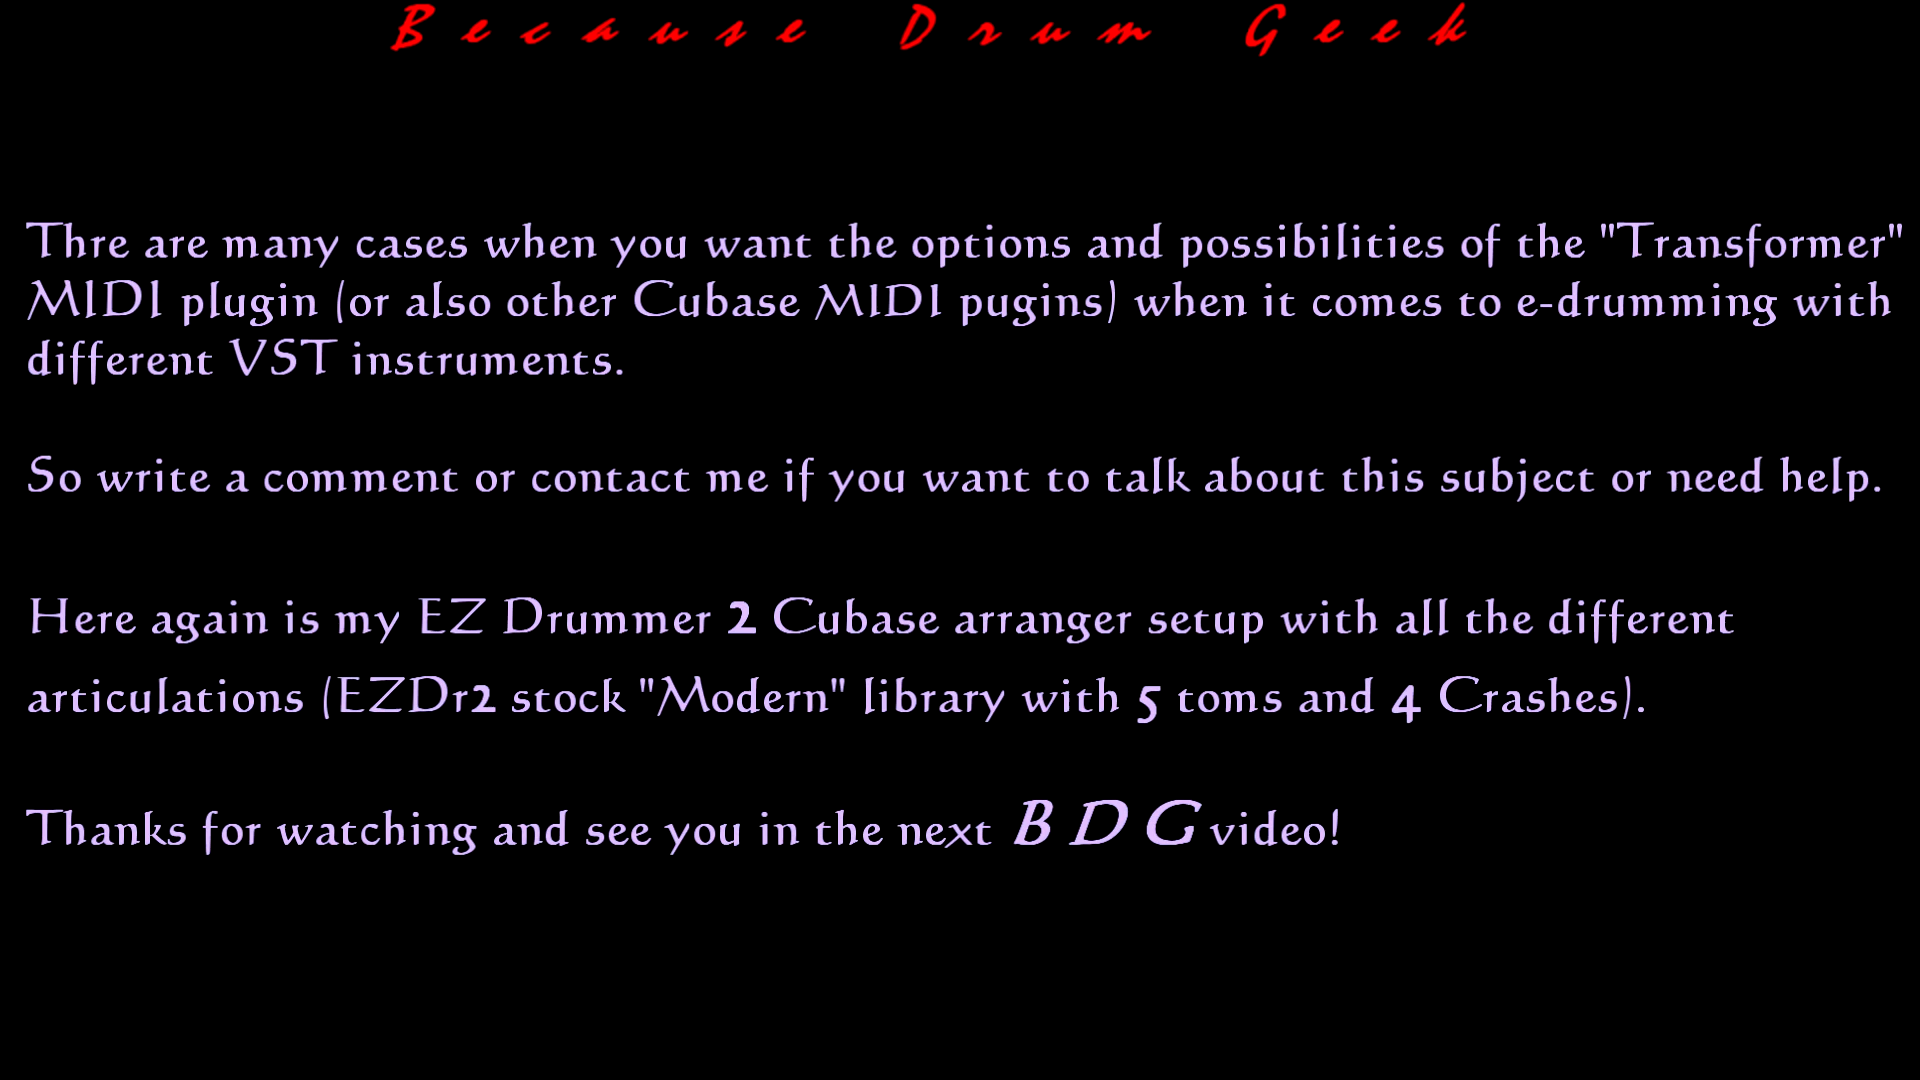 Because Drum Geek
Thre are many cases when you want the options and possibilities of the "Transformer"
MIDI plugin (or also other Cubase MIDI pugins) when it comes to e-drumming with
different VST instruments.
So write a comment or contact me if you want to talk about this subject or need help.
Here again is my EZ Drummer 2 Cubase arranger setup with all the different
articulations (EZDr2 stock "Modern" library with 5 toms and 4 Crashes).
Thanks for watching and see you in the next B D G video!